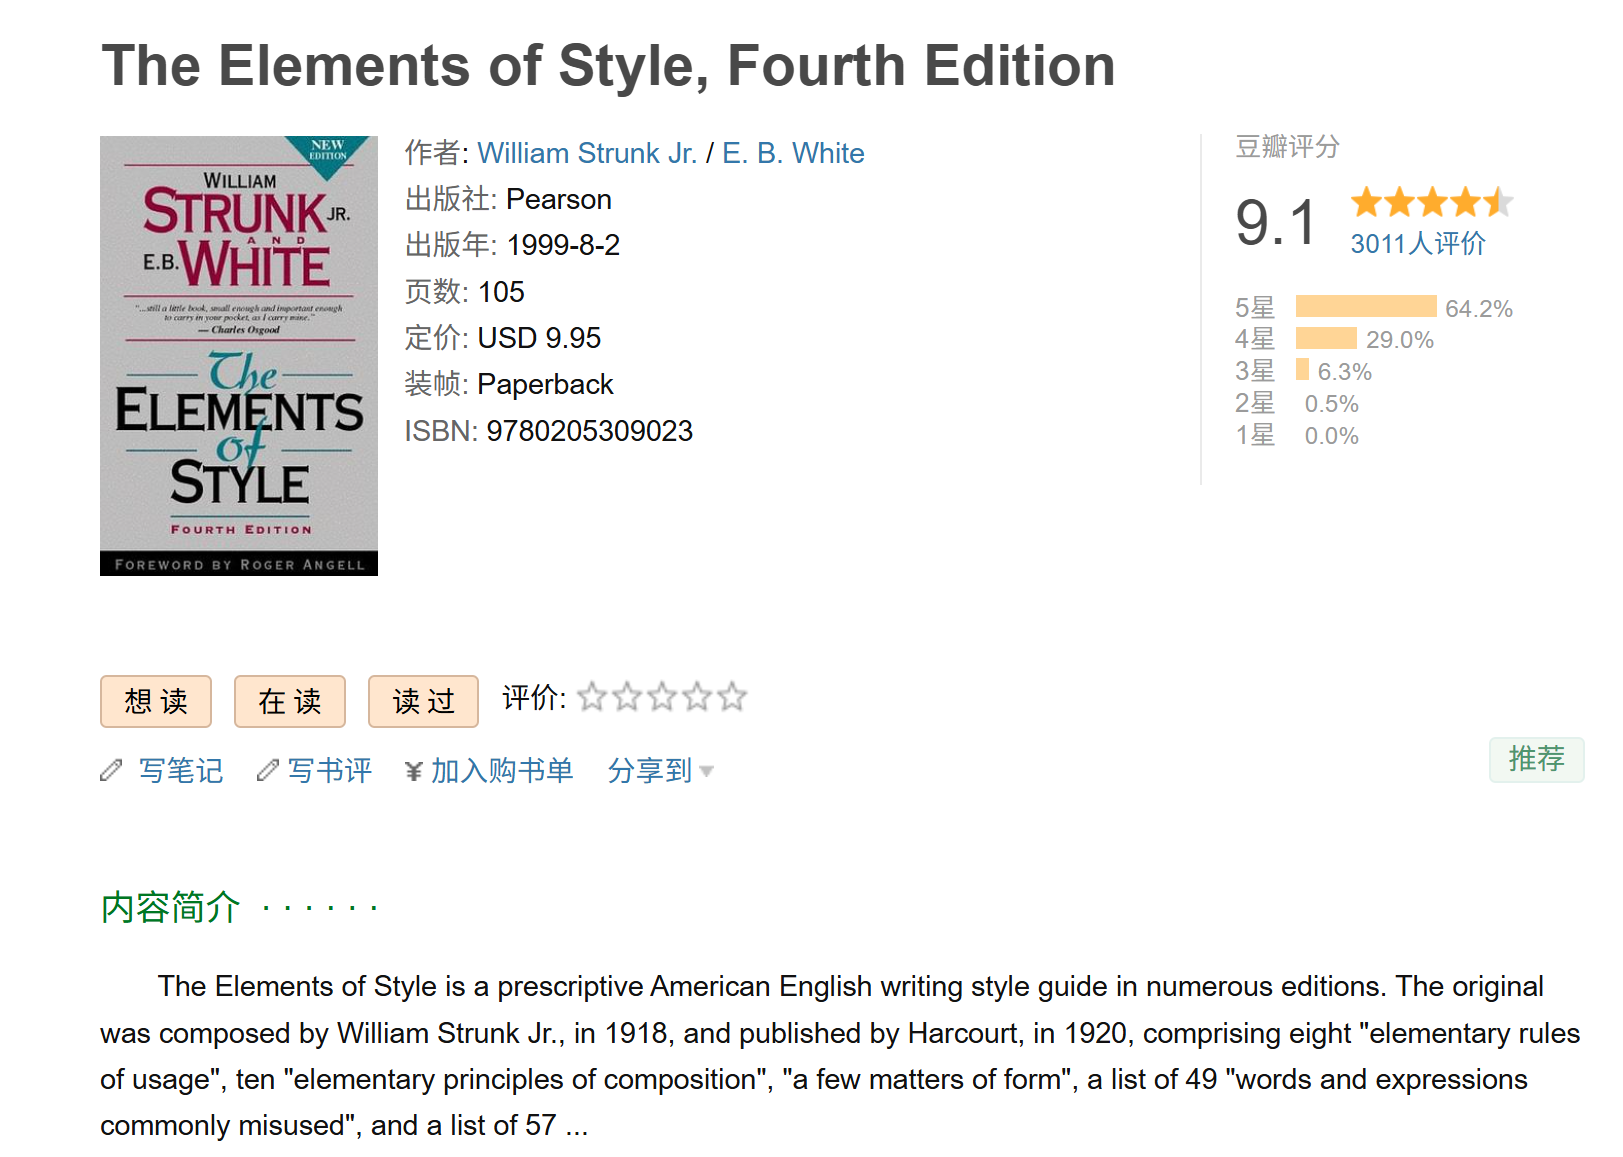 The Elements of Style, Fourth Edition
NEW
EDITION
WILLIAM
STRUNK JR.
AND
E.B. WHITE
"...still a little book, small enough and important enough
to carry in your pocket, as I carry mine."
— Charles Osgood
The
ELEMENTS
of
STYLE
FOURTH EDITION
FOREWORD BY ROGER ANGELL
作者: William Strunk Jr. / E. B. White
出版社: Pearson
出版年: 1999-8-2
页数: 105
定价: USD 9.95
装帧: Paperback
ISBN: 9780205309023
豆瓣评分
9.1
3011人评价
5星 64.2%
4星 29.0%
3星 6.3%
2星 0.5%
1星 0.0%
想读 在读 读过 评价:
写笔记 写书评 ¥ 加入购书单 分享到
推荐
内容简介 · · · · · ·
The Elements of Style is a prescriptive American English writing style guide in numerous editions. The original
was composed by William Strunk Jr., in 1918, and published by Harcourt, in 1920, comprising eight "elementary rules
of usage", ten "elementary principles of composition", "a few matters of form", a list of 49 "words and expressions
commonly misused", and a list of 57 ...